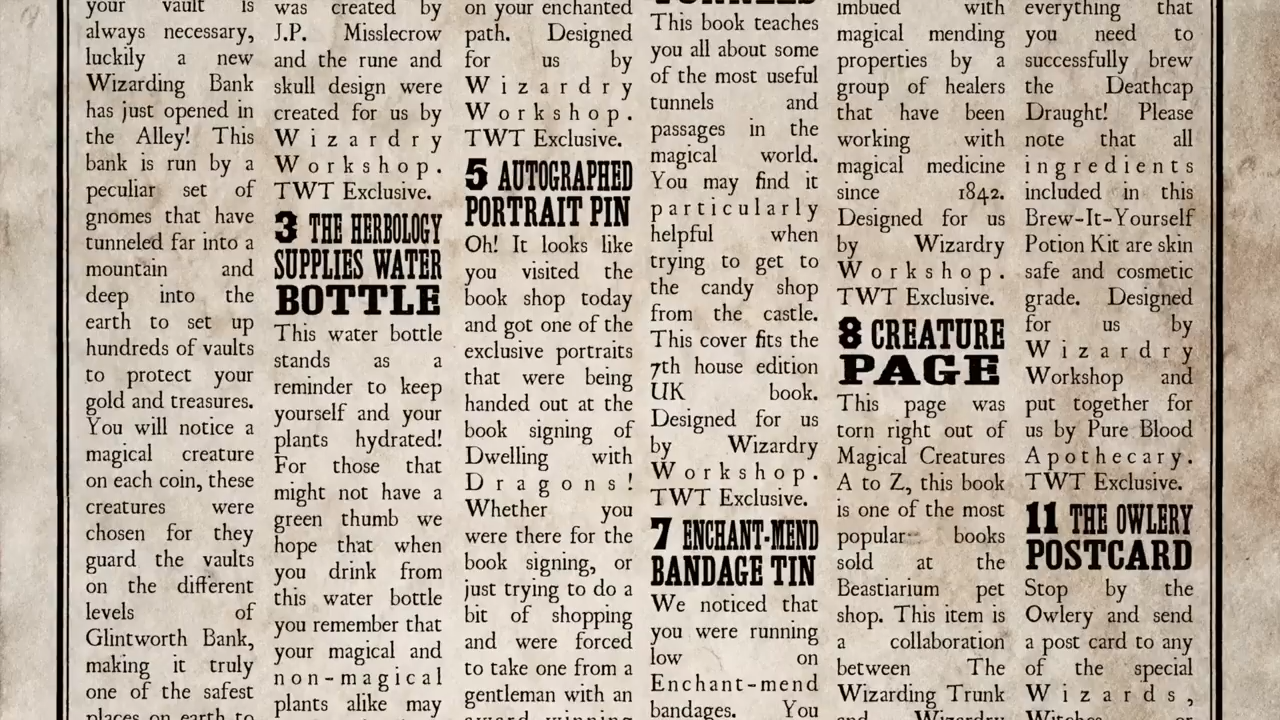 your vault is
always necessary,
luckily a new
Wizarding Bank
has just opened in
the Alley! This
bank is run by a
peculiar set of
gnomes that have
tunneled far into a
mountain and
deep into the
earth to set up
hundreds of vaults
to protect your
gold and treasures.
You will notice a
magical creature
on each coin, these
creatures were
chosen for they
guard the vaults
on the different
levels of
Glintworth Bank,
making it truly
one of the safest
places on earth to
was created by
J.P. Misslecrow
and the rune and
skull design were
created for us by
Wizardry
Workshop.
TWT Exclusive.
3 THE HERBOLOGY
SUPPLIES WATER
BOTTLE
This water bottle
stands as a
reminder to keep
yourself and your
plants hydrated!
For those that
might not have a
green thumb we
hope that when
you drink from
this water bottle
you remember that
your magical and
non-magical
plants alike may
on your enchanted
path. Designed
for us by
Wizardry
Workshop.
TWT Exclusive.
5 AUTOGRAPHED
PORTRAIT PIN
Oh! It looks like
you visited the
book shop today
and got one of the
exclusive portraits
that were being
handed out at the
book signing of
Dwelling with
Dragons!
Whether you
were there for the
book signing, or
just trying to do a
bit of shopping
and were forced
to take one from a
gentleman with an
award winning
TUNNELS
This book teaches
you all about some
of the most useful
tunnels and
passages in the
magical world.
You may find it
particularly
helpful when
trying to get to
the candy shop
from the castle.
This cover fits the
7th house edition
UK book.
Designed for us
by Wizardry
Workshop.
TWT Exclusive.
7 ENCHANT-MEND
BANDAGE TIN
We noticed that
you were running
low on
Enchant-mend
bandages. You
imbued with
magical mending
properties by a
group of healers
that have been
working with
magical medicine
since 1842.
Designed for us
by Wizardry
Workshop.
TWT Exclusive.
8 CREATURE
PAGE
This page was
torn right out of
Magical Creatures
A to Z, this book
is one of the most
popular books
sold at the
Beastiarium pet
shop. This item is
a collaboration
between The
Wizarding Trunk
and Wizardry
everything that
you need to
successfully brew
the Deathcap
Draught! Please
note that all
ingredients
included in this
Brew-It-Yourself
Potion Kit are skin
safe and cosmetic
grade. Designed
for us by
Wizardry
Workshop and
put together for
us by Pure Blood
Apothecary.
TWT Exclusive.
11 THE OWLERY
POSTCARD
Stop by the
Owlery and send
a post card to any
of the special
Wizards,
Witches or